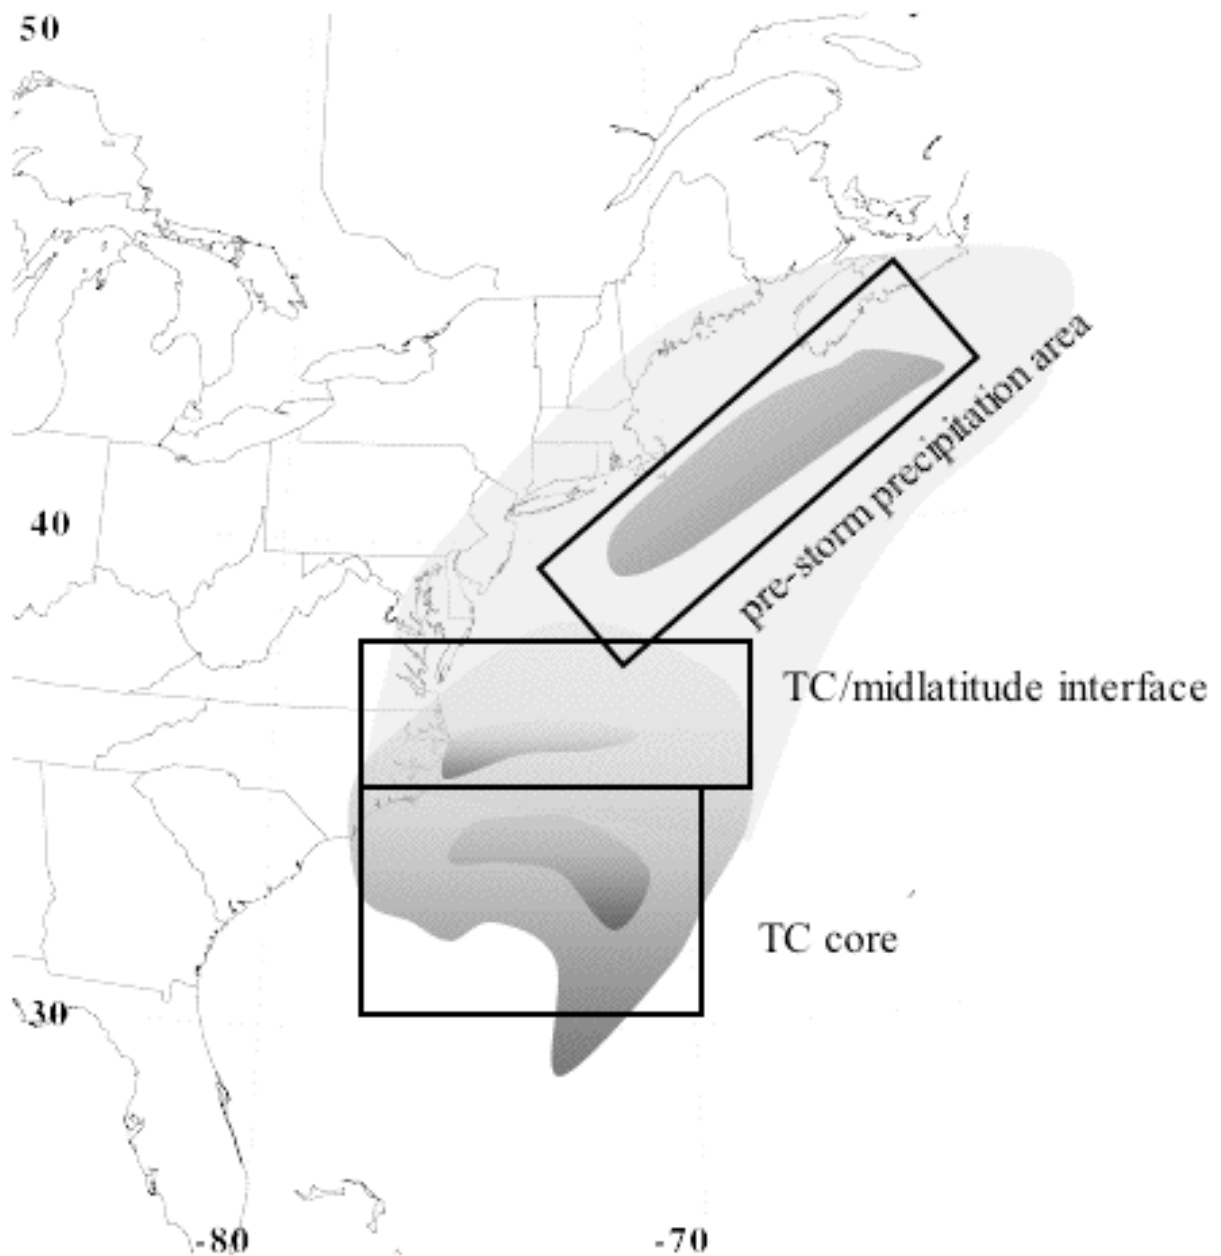 50
pre-storm precipitation area
40
TC/midlatitude interface
TC core
30
-80
-70